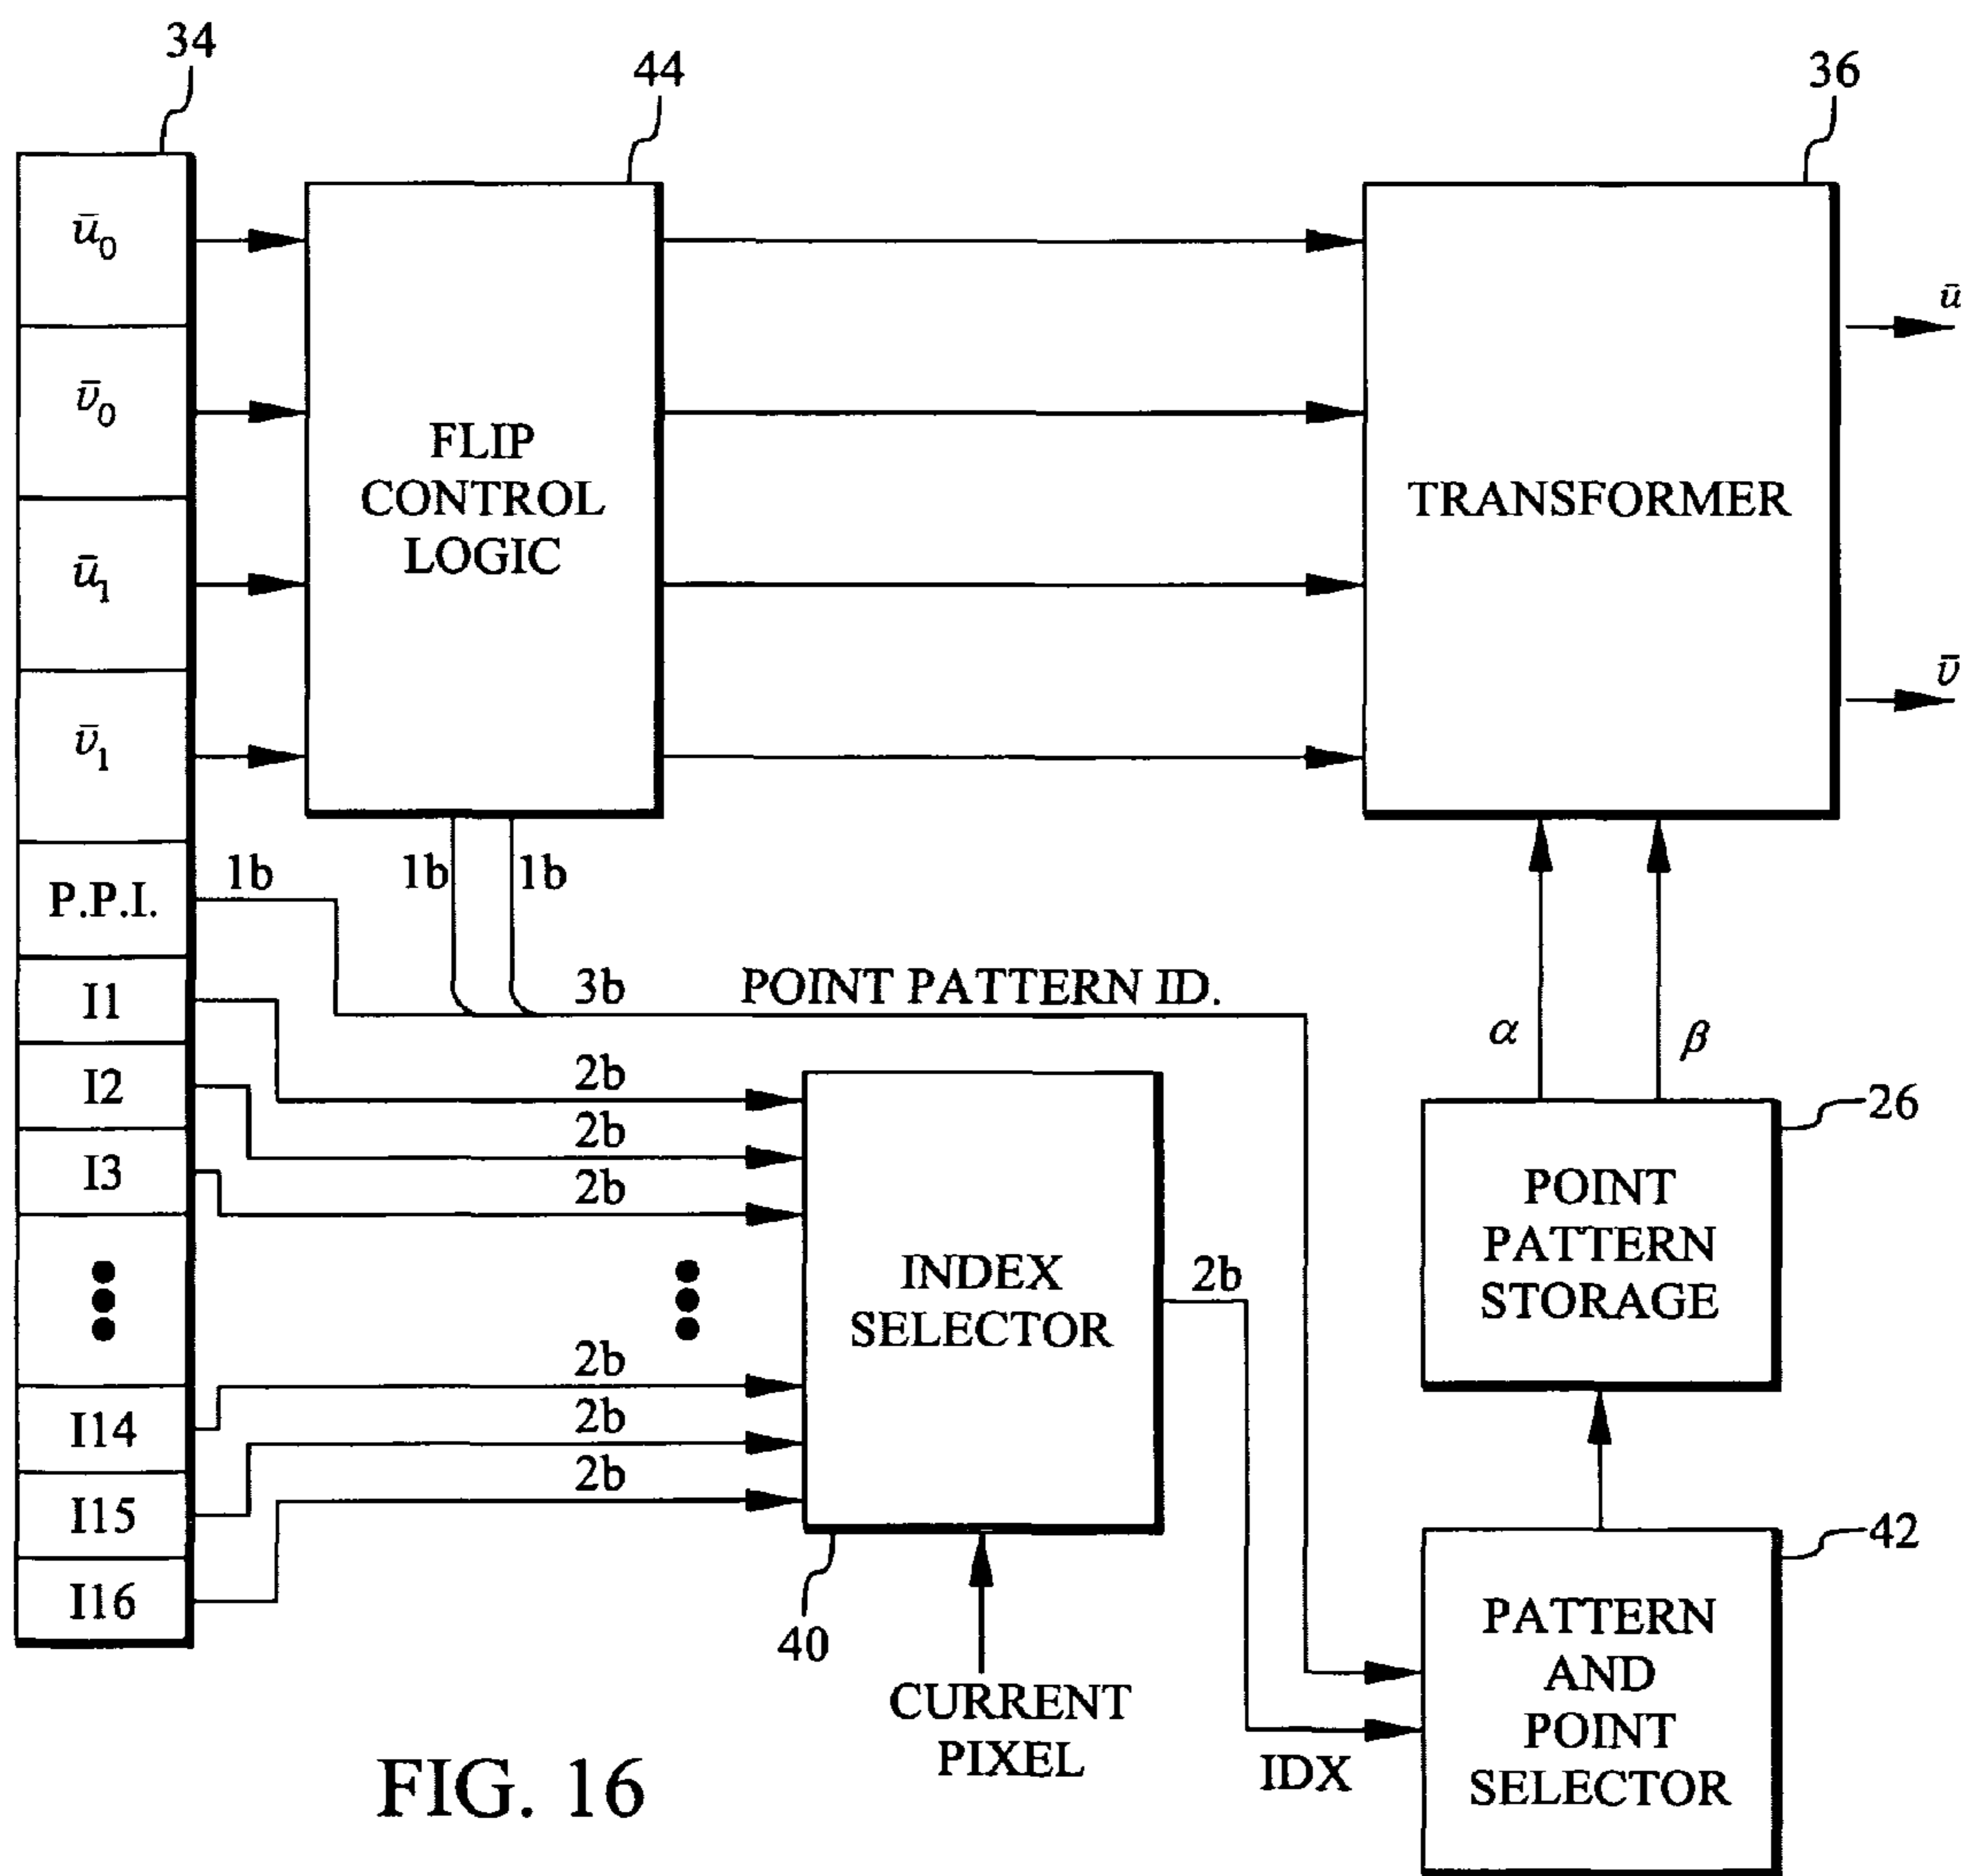 34
44
36
ū₀
v̄₀
ū₁
v̄₁
P.P.I.
I1
I2
I3
I14
I15
I16
FLIP
CONTROL
LOGIC
TRANSFORMER
ū
v̄
1b
1b
1b
3b
POINT PATTERN ID.
2b
2b
2b
2b
2b
2b
INDEX
SELECTOR
2b
40
CURRENT
PIXEL
α
β
26
POINT
PATTERN
STORAGE
42
PATTERN
AND
POINT
SELECTOR
IDX
FIG. 16